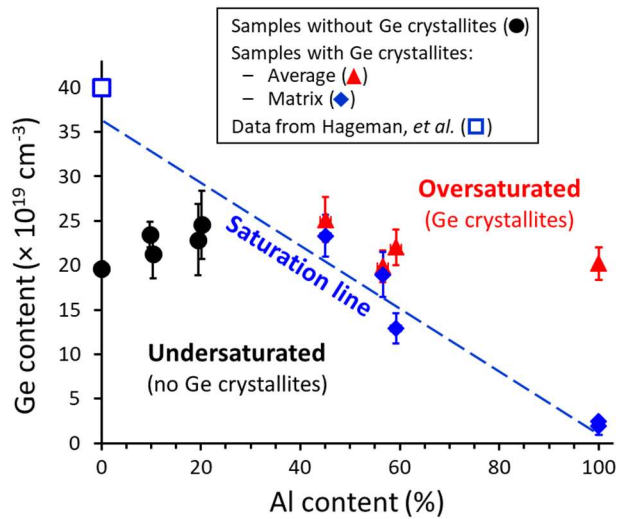 Samples without Ge crystallites (●)
Samples with Ge crystallites:
– Average (▲)
– Matrix (◆)
Data from Hageman, et al. (□)
Ge content (× 10¹⁹ cm⁻³)
40
35
30
25
20
15
10
5
0
Oversaturated
(Ge crystallites)
Saturation line
Undersaturated
(no Ge crystallites)
0 20 40 60 80 100
Al content (%)